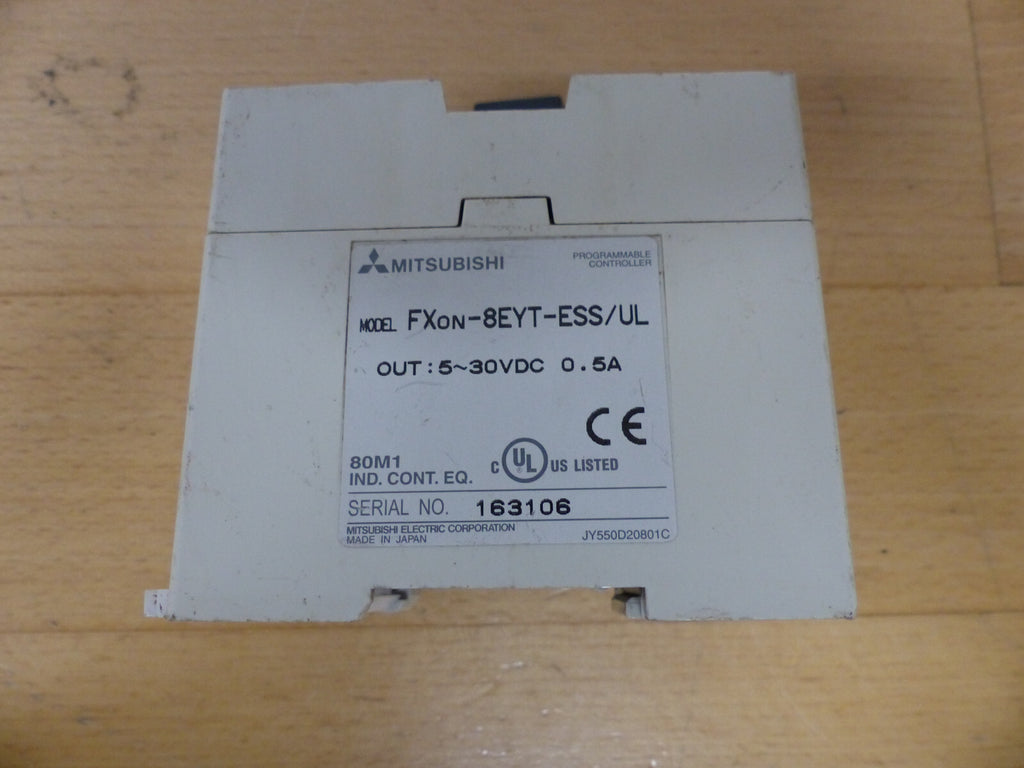 MITSUBISHI
PROGRAMMABLE
CONTROLLER
MODEL FX0N-8EYT-ESS/UL
OUT:5~30VDC 0.5A
CE
80M1
IND. CONT. EQ.
C UL US LISTED
SERIAL NO. 163106
MITSUBISHI ELECTRIC CORPORATION
MADE IN JAPAN
JY550D20801C